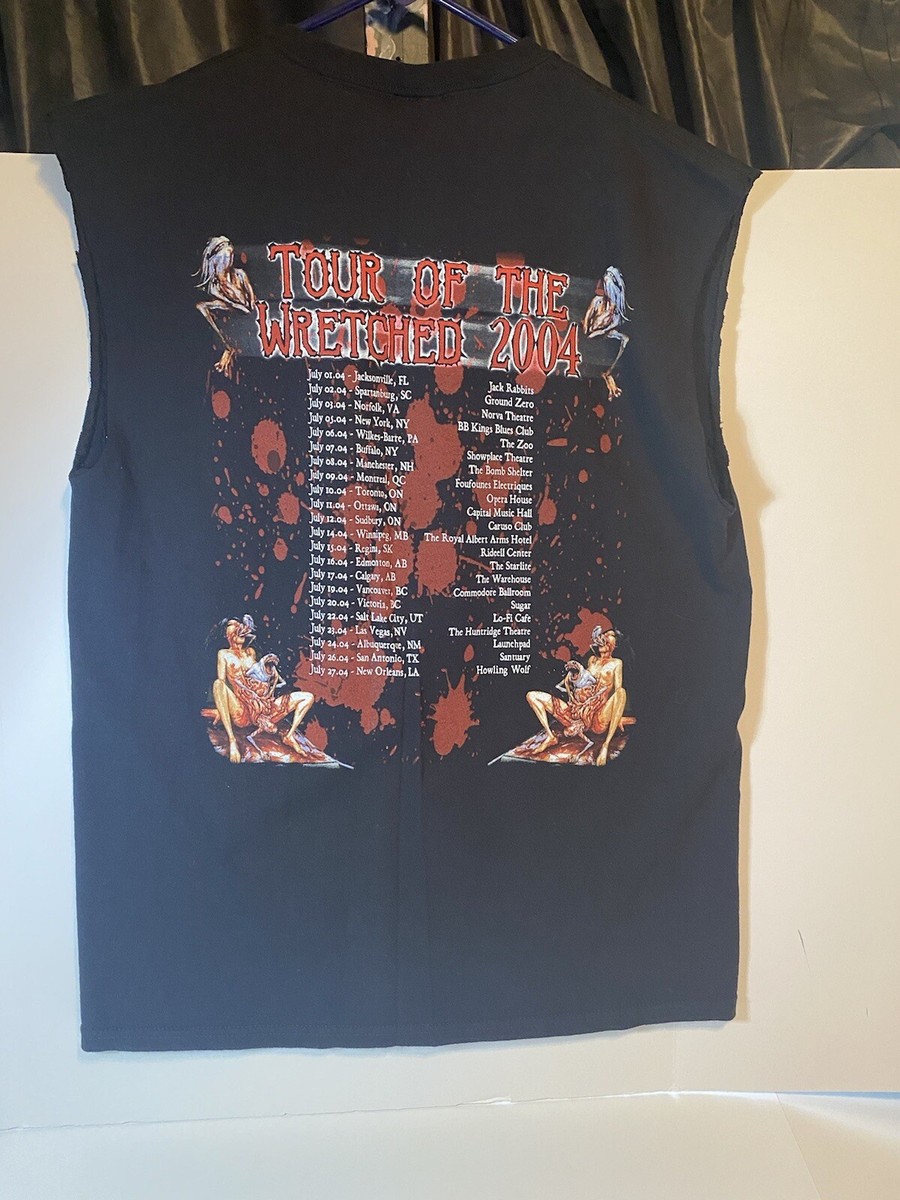 TOUR OF THE
WRETCHED 2004
July 01.04 - Jacksonville, FL Jack Rabbits
July 02.04 - Spartanburg, SC Ground Zero
July 03.04 - Norfolk, VA Norva Theatre
July 05.04 - New York, NY BB Kings Blues Club
July 06.04 - Wilkes-Barre, PA The Zoo
July 07.04 - Buffalo, NY Showplace Theatre
July 08.04 - Manchester, NH The Bomb Shelter
July 09.04 - Montreal, QC Foufounes Electriques
July 10.04 - Toronto, ON Opera House
July 11.04 - Ottawa, ON Capital Music Hall
July 12.04 - Sudbury, ON Caruso Club
July 14.04 - Winnipeg, MB The Royal Albert Arms Hotel
July 15.04 - Regina, SK Ridell Center
July 16.04 - Edmonton, AB The Starlite
July 17.04 - Calgary, AB The Warehouse
July 19.04 - Vancouver, BC Commodore Ballroom
July 20.04 - Victoria, BC Sugar
July 22.04 - Salt Lake City, UT Lo-Fi Cafe
July 23.04 - Las Vegas, NV The Huntridge Theatre
July 24.04 - Albuquerque, NM Launchpad
July 26.04 - San Antonio, TX Santuary
July 27.04 - New Orleans, LA Howling Wolf